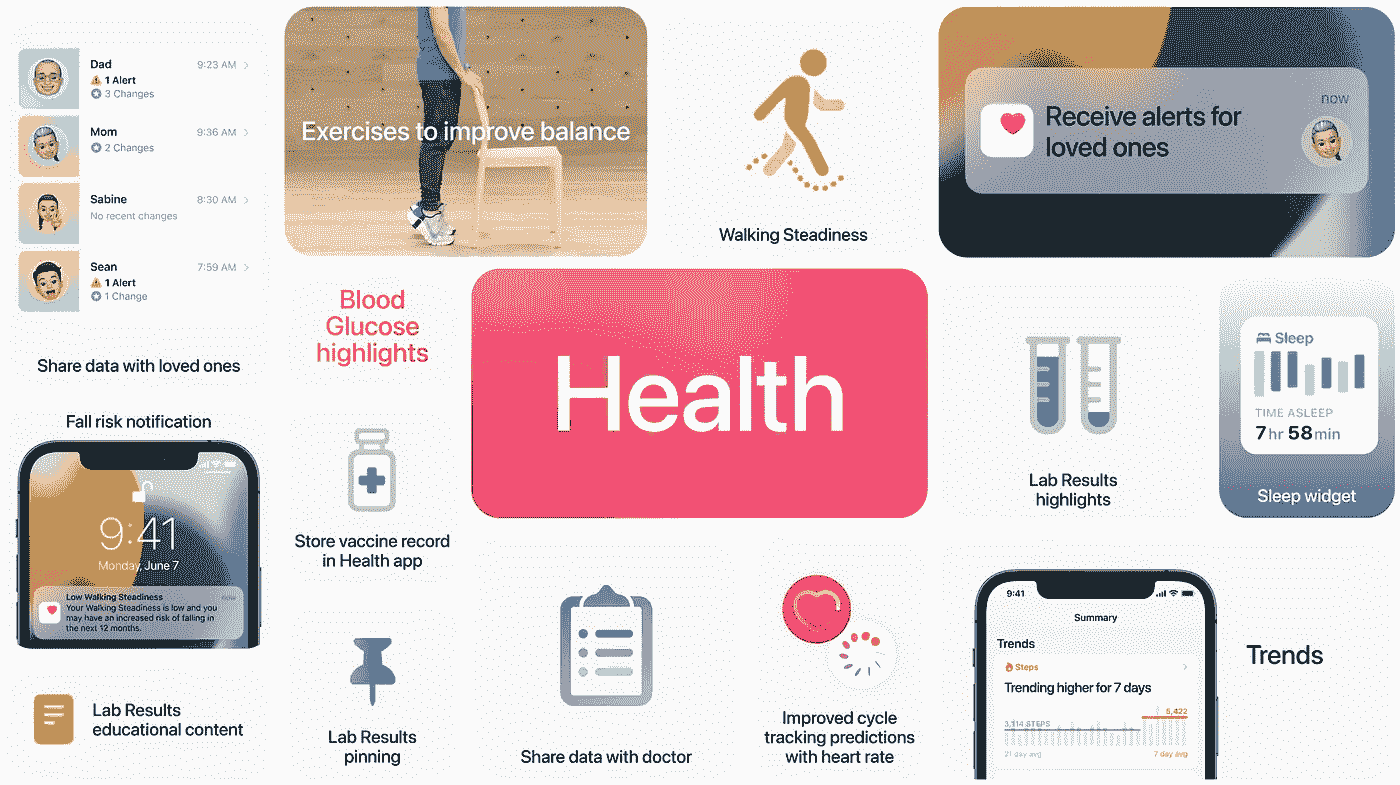 Dad 9:23 AM
1 Alert
3 Changes
Mom 9:36 AM
2 Changes
Sabine 8:30 AM
No recent changes
Sean 7:59 AM
1 Alert
1 Change
Share data with loved ones
Exercises to improve balance
Walking Steadiness
now
Receive alerts for
loved ones
Blood
Glucose
highlights
Health
Lab Results
highlights
Sleep
TIME ASLEEP
7 hr 58 min
Sleep widget
Fall risk notification
9:41
Monday, June 7
Low Walking Steadiness now
Your Walking Steadiness is low and you
may have an increased risk of falling in
the next 12 months.
Store vaccine record
in Health app
Lab Results
educational content
Lab Results
pinning
Share data with doctor
Improved cycle
tracking predictions
with heart rate
9:41
Summary
Trends
Steps
Trending higher for 7 days
5,422
3,114 STEPS
21 day avg 7 day avg
Trends